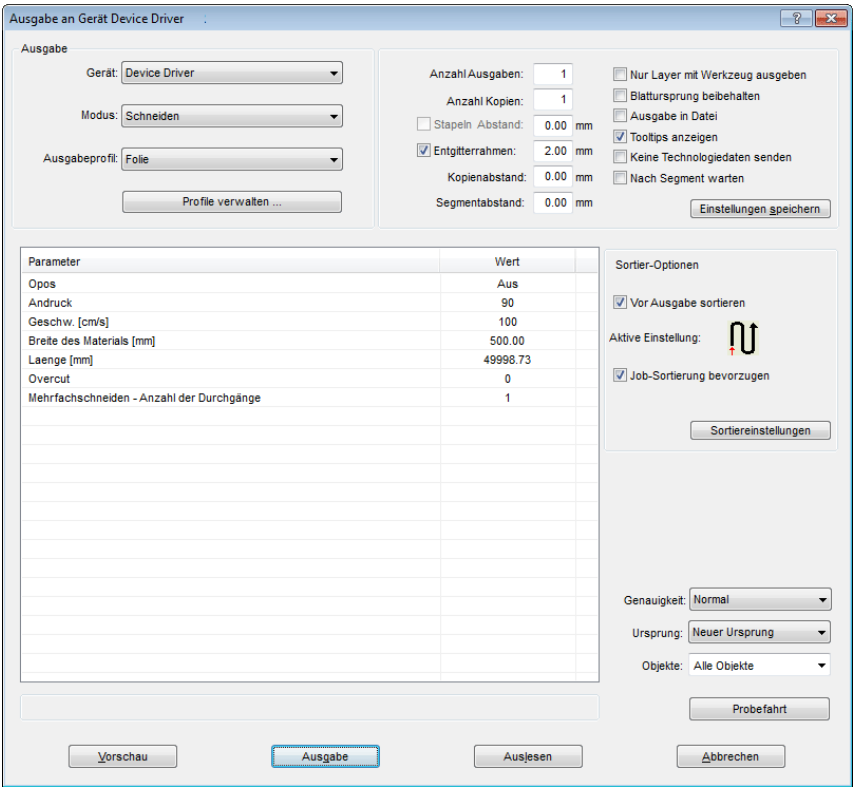 Ausgabe an Gerät Device Driver
Ausgabe
Gerät: Device Driver
Modus: Schneiden
Ausgabeprofil: Folie
Profile verwalten ...
Anzahl Ausgaben: 1
Anzahl Kopien: 1
Stapeln Abstand: 0.00 mm
Entgitterrahmen: 2.00 mm
Kopienabstand: 0.00 mm
Segmentabstand: 0.00 mm
Nur Layer mit Werkzeug ausgeben
Blattursprung beibehalten
Ausgabe in Datei
Tooltips anzeigen
Keine Technologiedaten senden
Nach Segment warten
Einstellungen speichern
Parameter Wert
Opos Aus
Andruck 90
Geschw. [cm/s] 100
Breite des Materials [mm] 500.00
Laenge [mm] 49998.73
Overcut 0
Mehrfachschneiden - Anzahl der Durchgänge 1
Sortier-Optionen
Vor Ausgabe sortieren
Aktive Einstellung:
Job-Sortierung bevorzugen
Sortiereinstellungen
Genauigkeit: Normal
Ursprung: Neuer Ursprung
Objekte: Alle Objekte
Probefahrt
Vorschau Ausgabe Auslesen Abbrechen